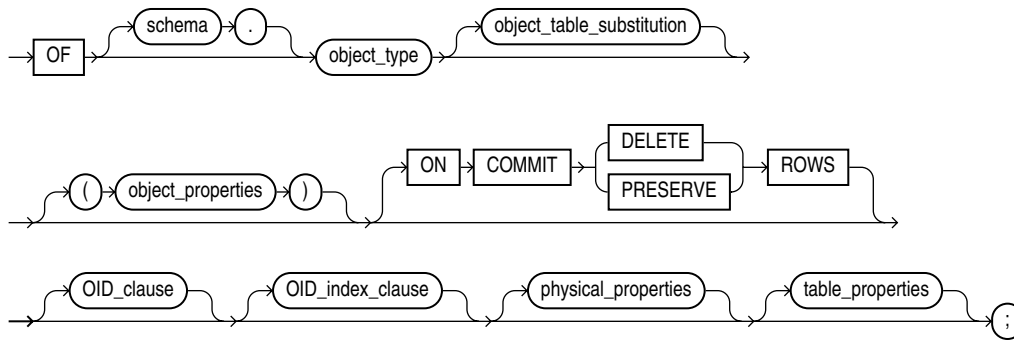 OF schema . object_type object_table_substitution
( object_properties ) ON COMMIT DELETE PRESERVE ROWS
OID_clause OID_index_clause physical_properties table_properties ;